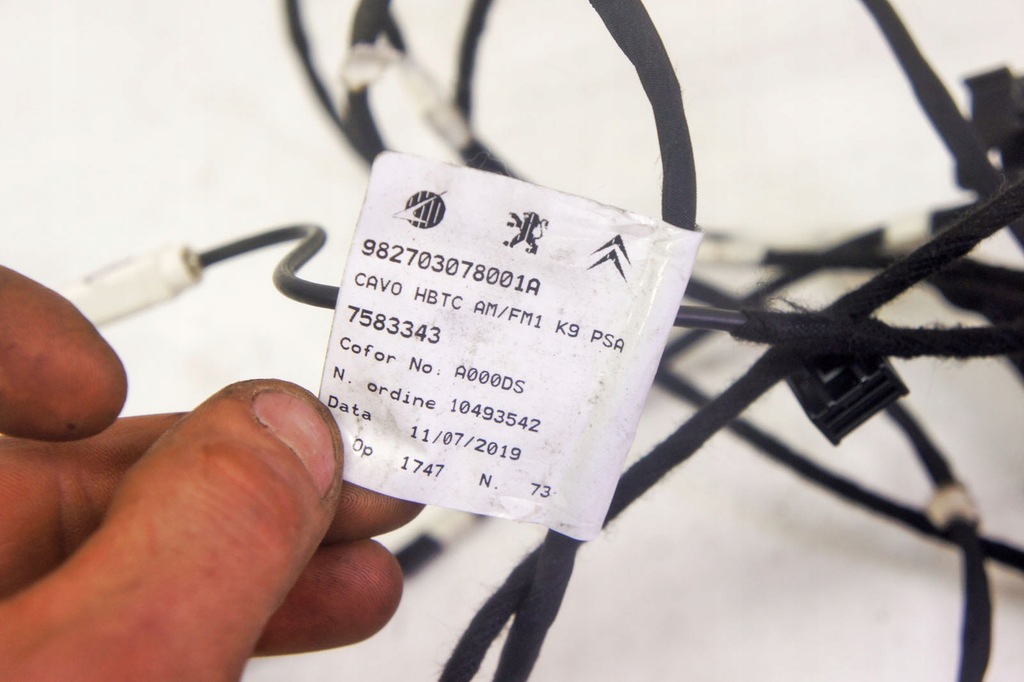 982703078001A
CAVO HBTC AM/FM1 K9 PSA
7583343
Cofor No. A000DS
N. ordine 10493542
Data 11/07/2019
Op 1747 N. 73